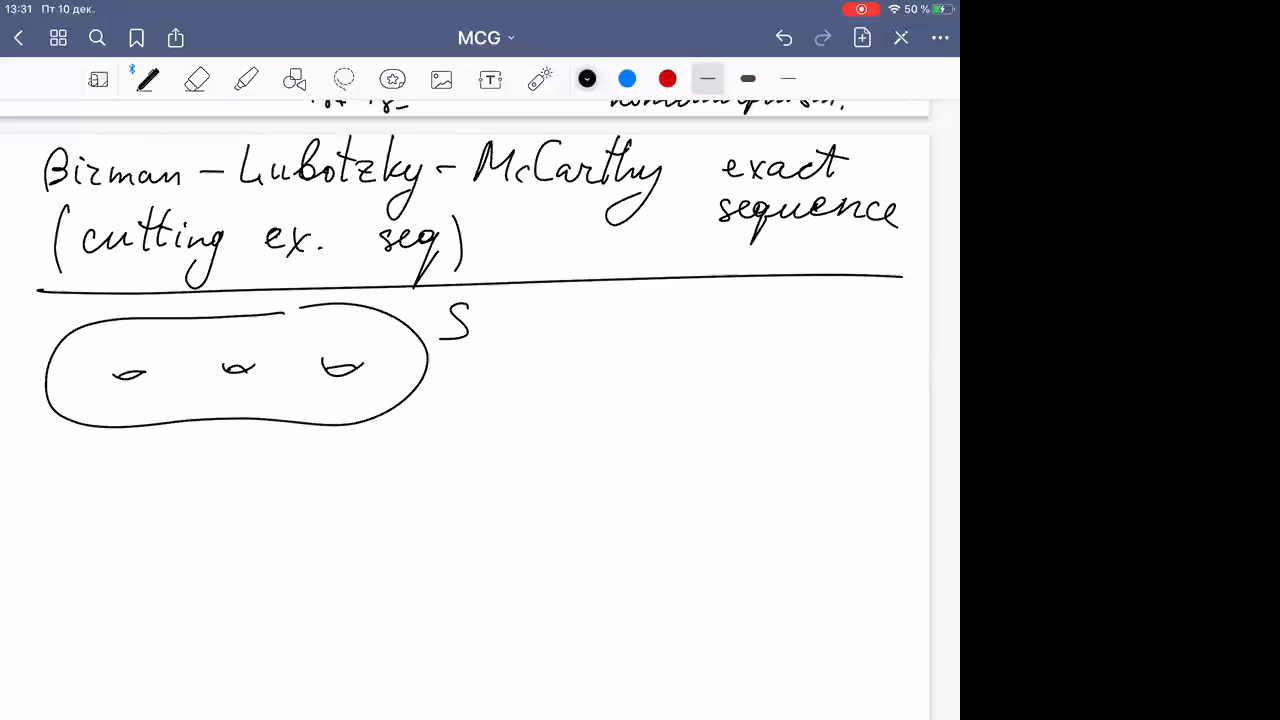 13:31 Пт 10 дек.
50 %
MCG
Birman - Lubotzky - McCarthy exact
sequence
(cutting ex. seq)
S